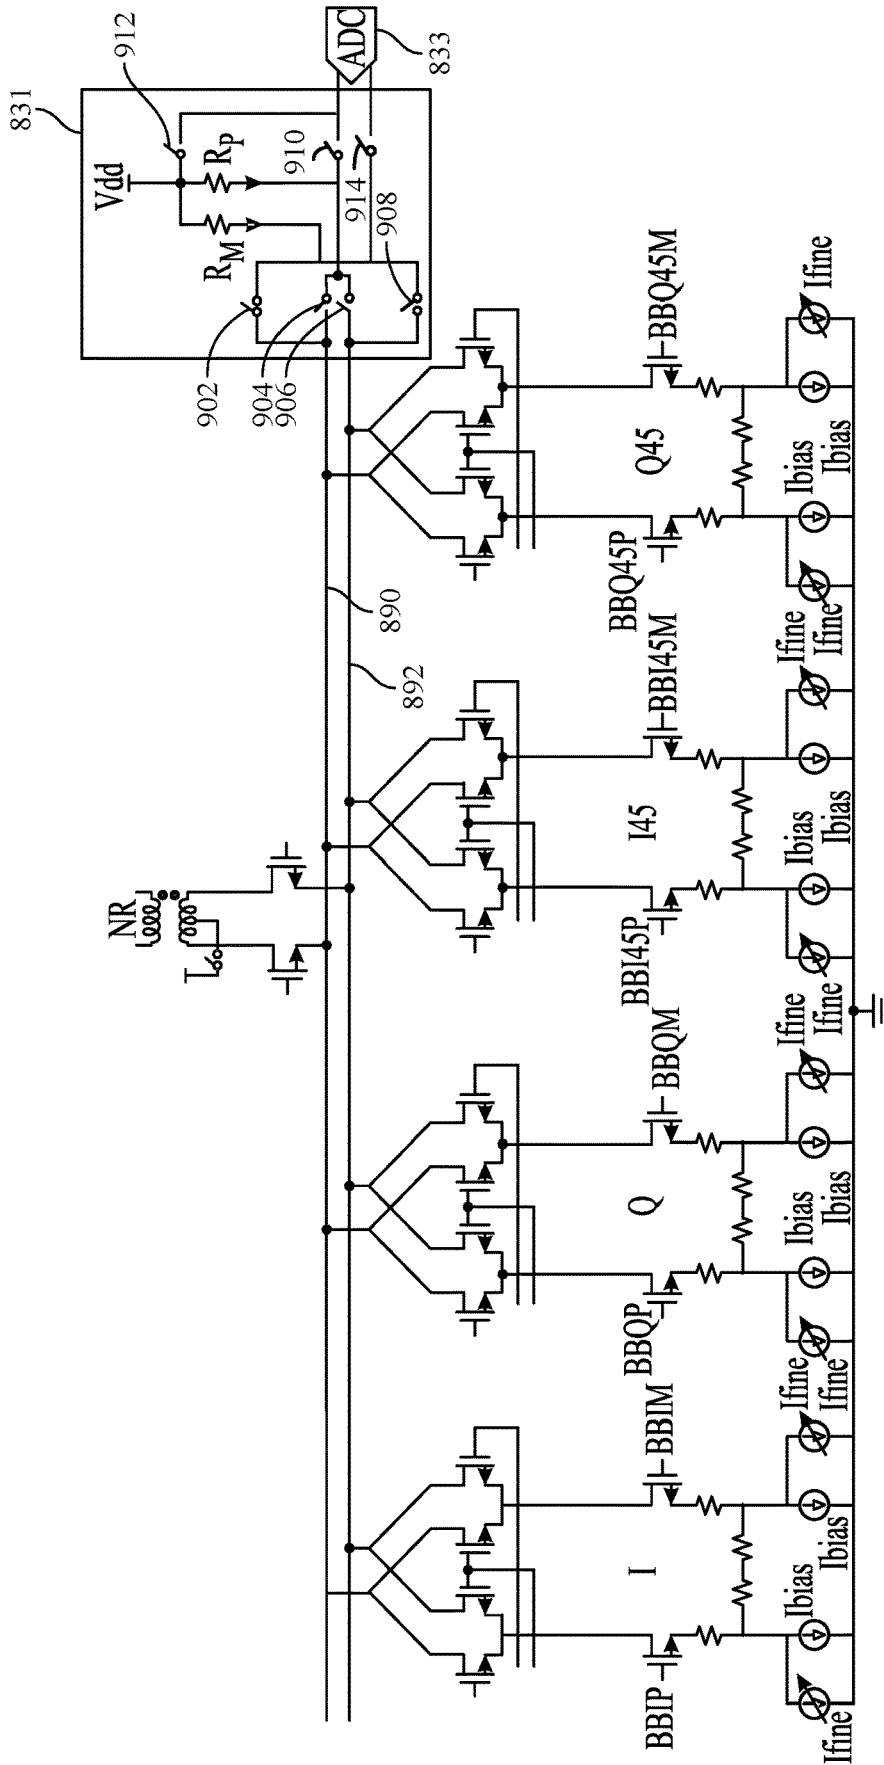 831
912
Vdd
RM
RP
910
914
908
ADC
833
902
904
906
890
892
NR
I
Q
I45
Q45
BBIP
BBIM
BBQP
BBQM
BBI45P
BBI45M
BBQ45P
BBQ45M
Ifine
Ibias
Ibias
Ifine
Ifine
Ibias
Ibias
Ifine
Ifine
Ibias
Ibias
Ifine
Ifine
Ibias
Ibias
Ifine